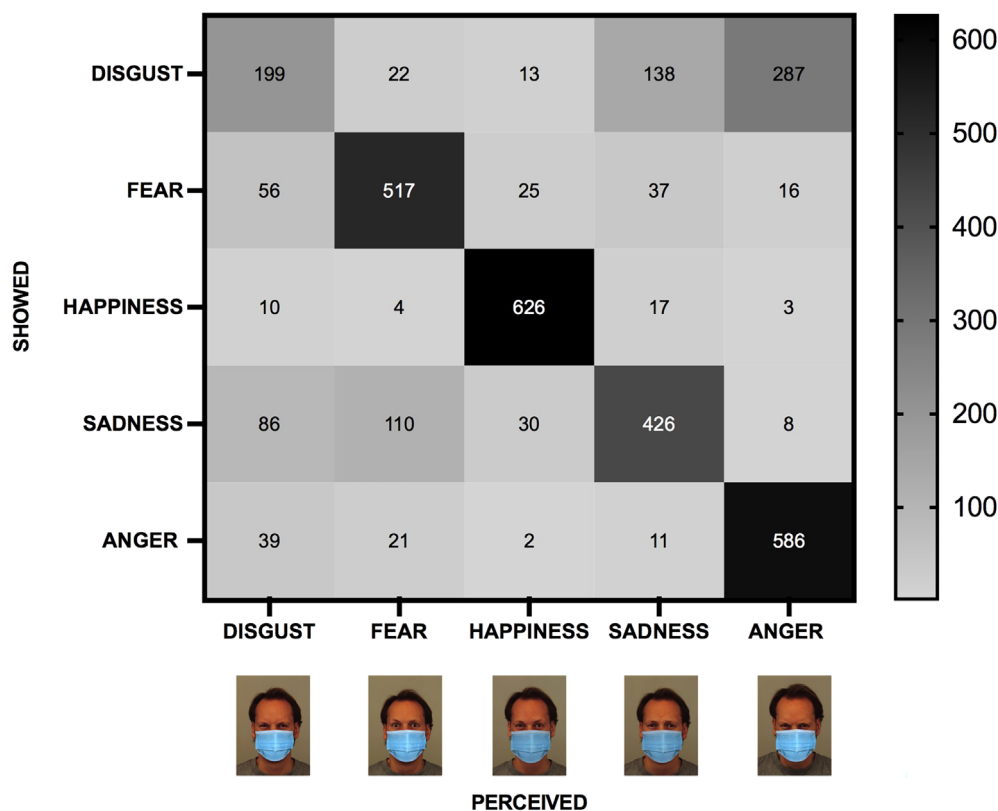 600
DISGUST 199 22 13 138 287
500
FEAR 56 517 25 37 16
400
SHOWED
HAPPINESS 10 4 626 17 3
300
SADNESS 86 110 30 426 8
200
100
ANGER 39 21 2 11 586
DISGUST FEAR HAPPINESS SADNESS ANGER
PERCEIVED